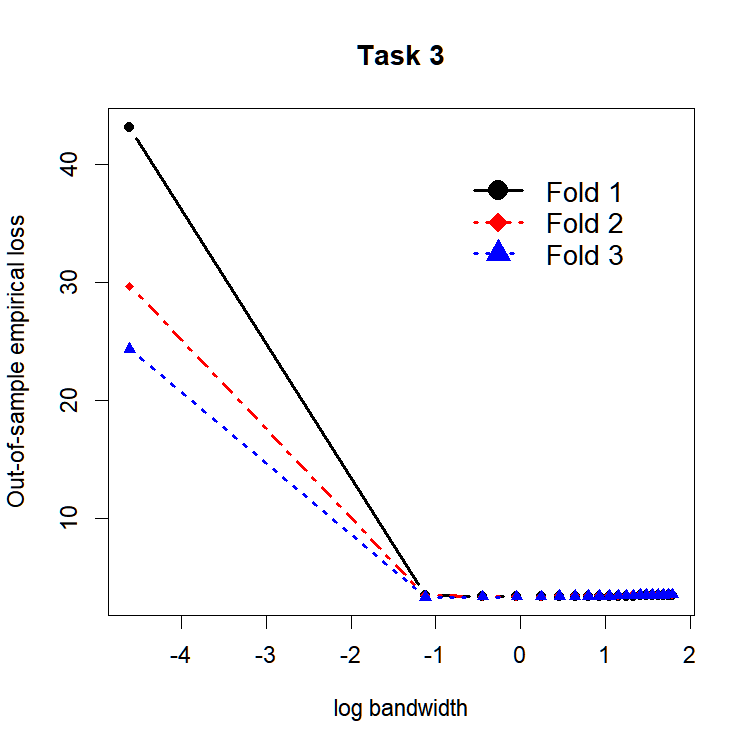 Task 3
Out-of-sample empirical loss
40
30
20
10
Fold 1
Fold 2
Fold 3
-4 -3 -2 -1 0 1 2
log bandwidth